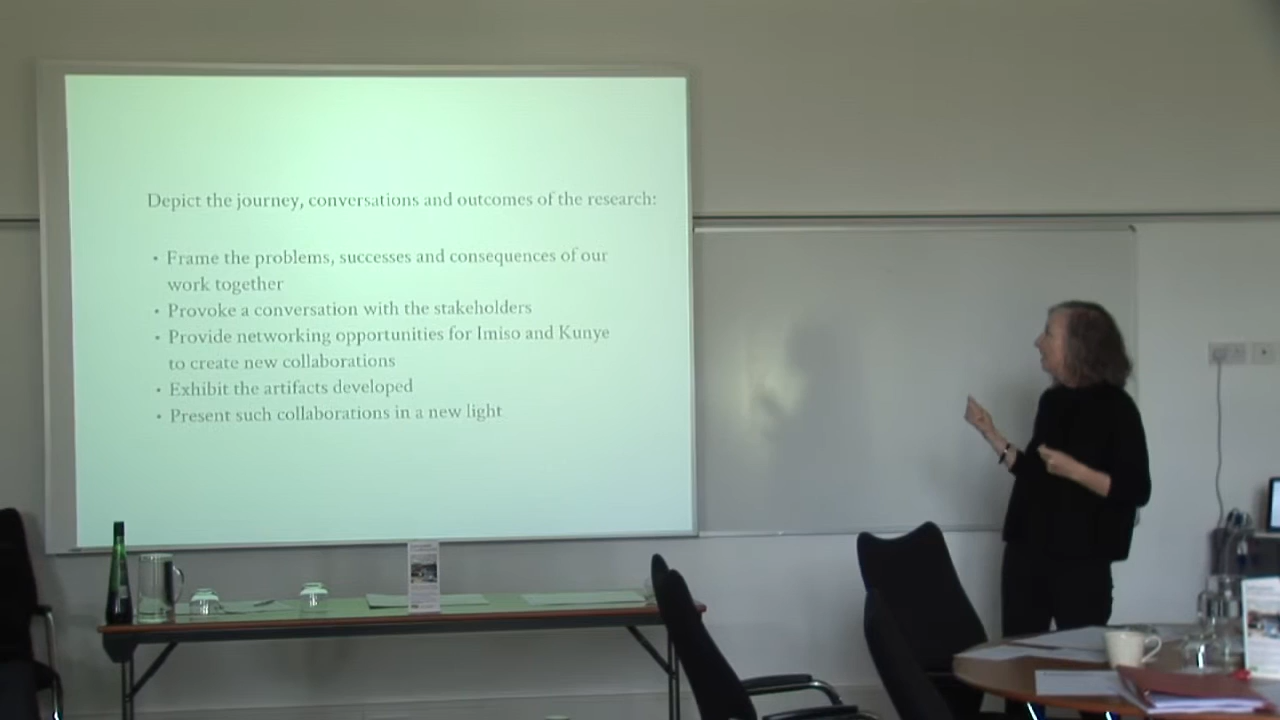 Depict the journey, conversations and outcomes of the research:
• Frame the problems, successes and consequences of our
work together
• Provoke a conversation with the stakeholders
• Provide networking opportunities for Imiso and Kunye
to create new collaborations
• Exhibit the artifacts developed
• Present such collaborations in a new light